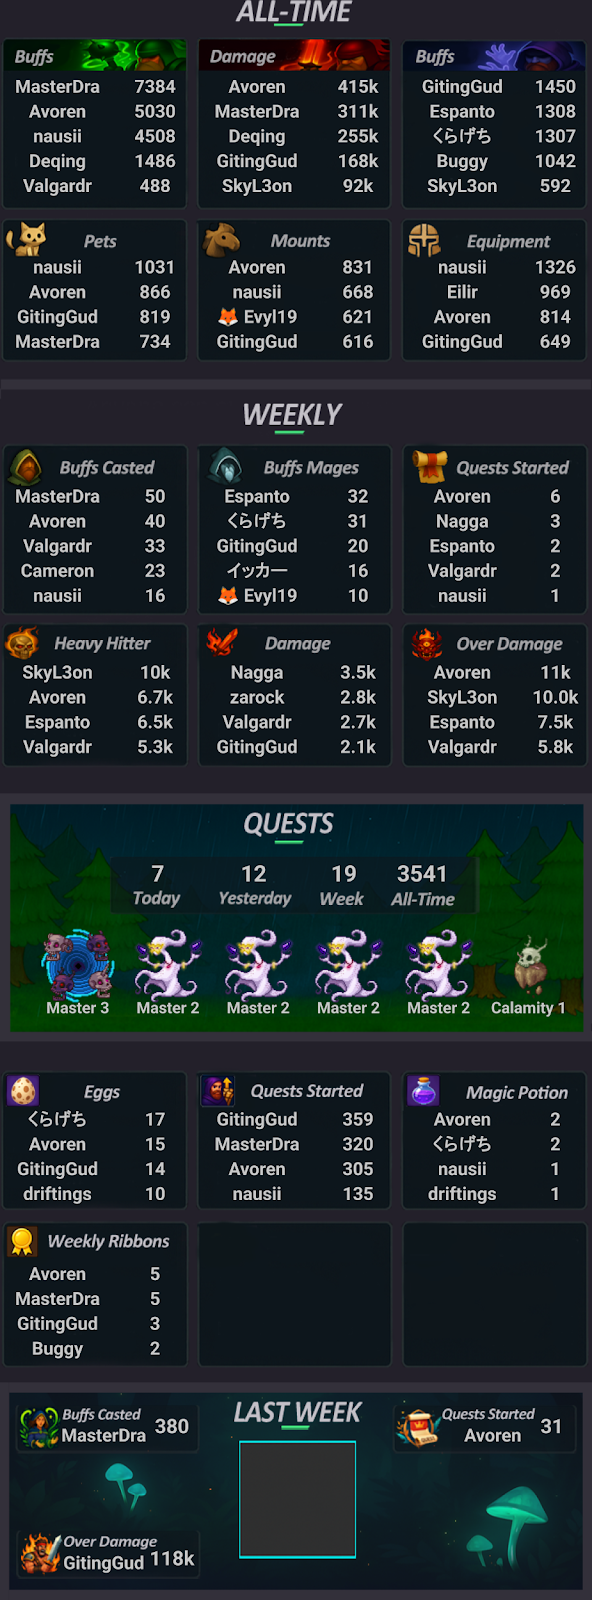 ALL-TIME
Buffs
MasterDra 7384
Avoren 5030
nausii 4508
Deqing 1486
Valgardr 488
Damage
Avoren 415k
MasterDra 311k
Deqing 255k
GitingGud 168k
SkyL3on 92k
Buffs
GitingGud 1450
Espanto 1308
くらげち 1307
Buggy 1042
SkyL3on 592
Pets
nausii 1031
Avoren 866
GitingGud 819
MasterDra 734
Mounts
Avoren 831
nausii 668
🦊 Evyl19 621
GitingGud 616
Equipment
nausii 1326
Eilir 969
Avoren 814
GitingGud 649
WEEKLY
Buffs Casted
MasterDra 50
Avoren 40
Valgardr 33
Cameron 23
nausii 16
Buffs Mages
Espanto 32
くらげち 31
GitingGud 20
イッカー 16
🦊 Evyl19 10
Quests Started
Avoren 6
Nagga 3
Espanto 2
Valgardr 2
nausii 1
Heavy Hitter
SkyL3on 10k
Avoren 6.7k
Espanto 6.5k
Valgardr 5.3k
Damage
Nagga 3.5k
zarock 2.8k
Valgardr 2.7k
GitingGud 2.1k
Over Damage
Avoren 11k
SkyL3on 10.0k
Espanto 7.5k
Valgardr 5.8k
QUESTS
7 12 19 3541
Today Yesterday Week All-Time
Master 3 Master 2 Master 2 Master 2 Master 2 Calamity 1
Eggs
くらげち 17
Avoren 15
GitingGud 14
driftings 10
Quests Started
GitingGud 359
MasterDra 320
Avoren 305
nausii 135
Magic Potion
Avoren 2
くらげち 2
nausii 1
driftings 1
Weekly Ribbons
Avoren 5
MasterDra 5
GitingGud 3
Buggy 2
LAST WEEK
Buffs Casted
MasterDra 380
Quests Started
Avoren 31
Over Damage
GitingGud 118k